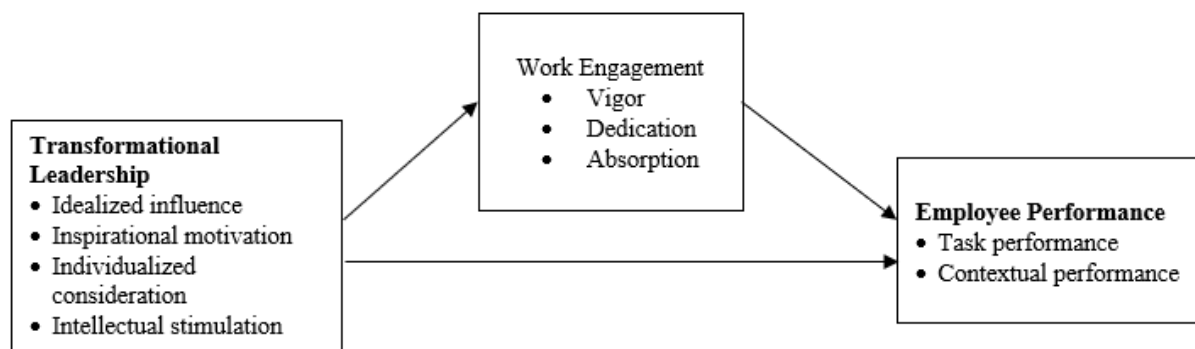 Work Engagement
• Vigor
• Dedication
• Absorption
Transformational
Leadership
• Idealized influence
• Inspirational motivation
• Individualized
consideration
• Intellectual stimulation
Employee Performance
• Task performance
• Contextual performance